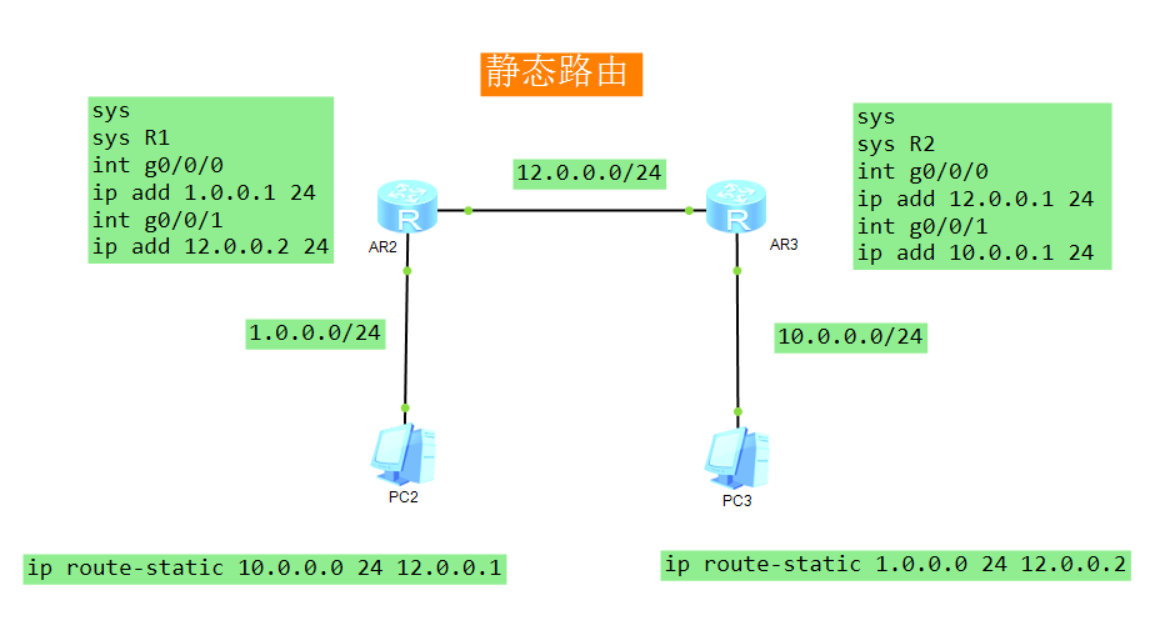 静态路由
sys
sys R1
int g0/0/0
ip add 1.0.0.1 24
int g0/0/1
ip add 12.0.0.2 24
12.0.0.0/24
sys
sys R2
int g0/0/0
ip add 12.0.0.1 24
int g0/0/1
ip add 10.0.0.1 24
R
AR2
R
AR3
1.0.0.0/24
10.0.0.0/24
PC2
PC3
ip route-static 10.0.0.0 24 12.0.0.1
ip route-static 1.0.0.0 24 12.0.0.2